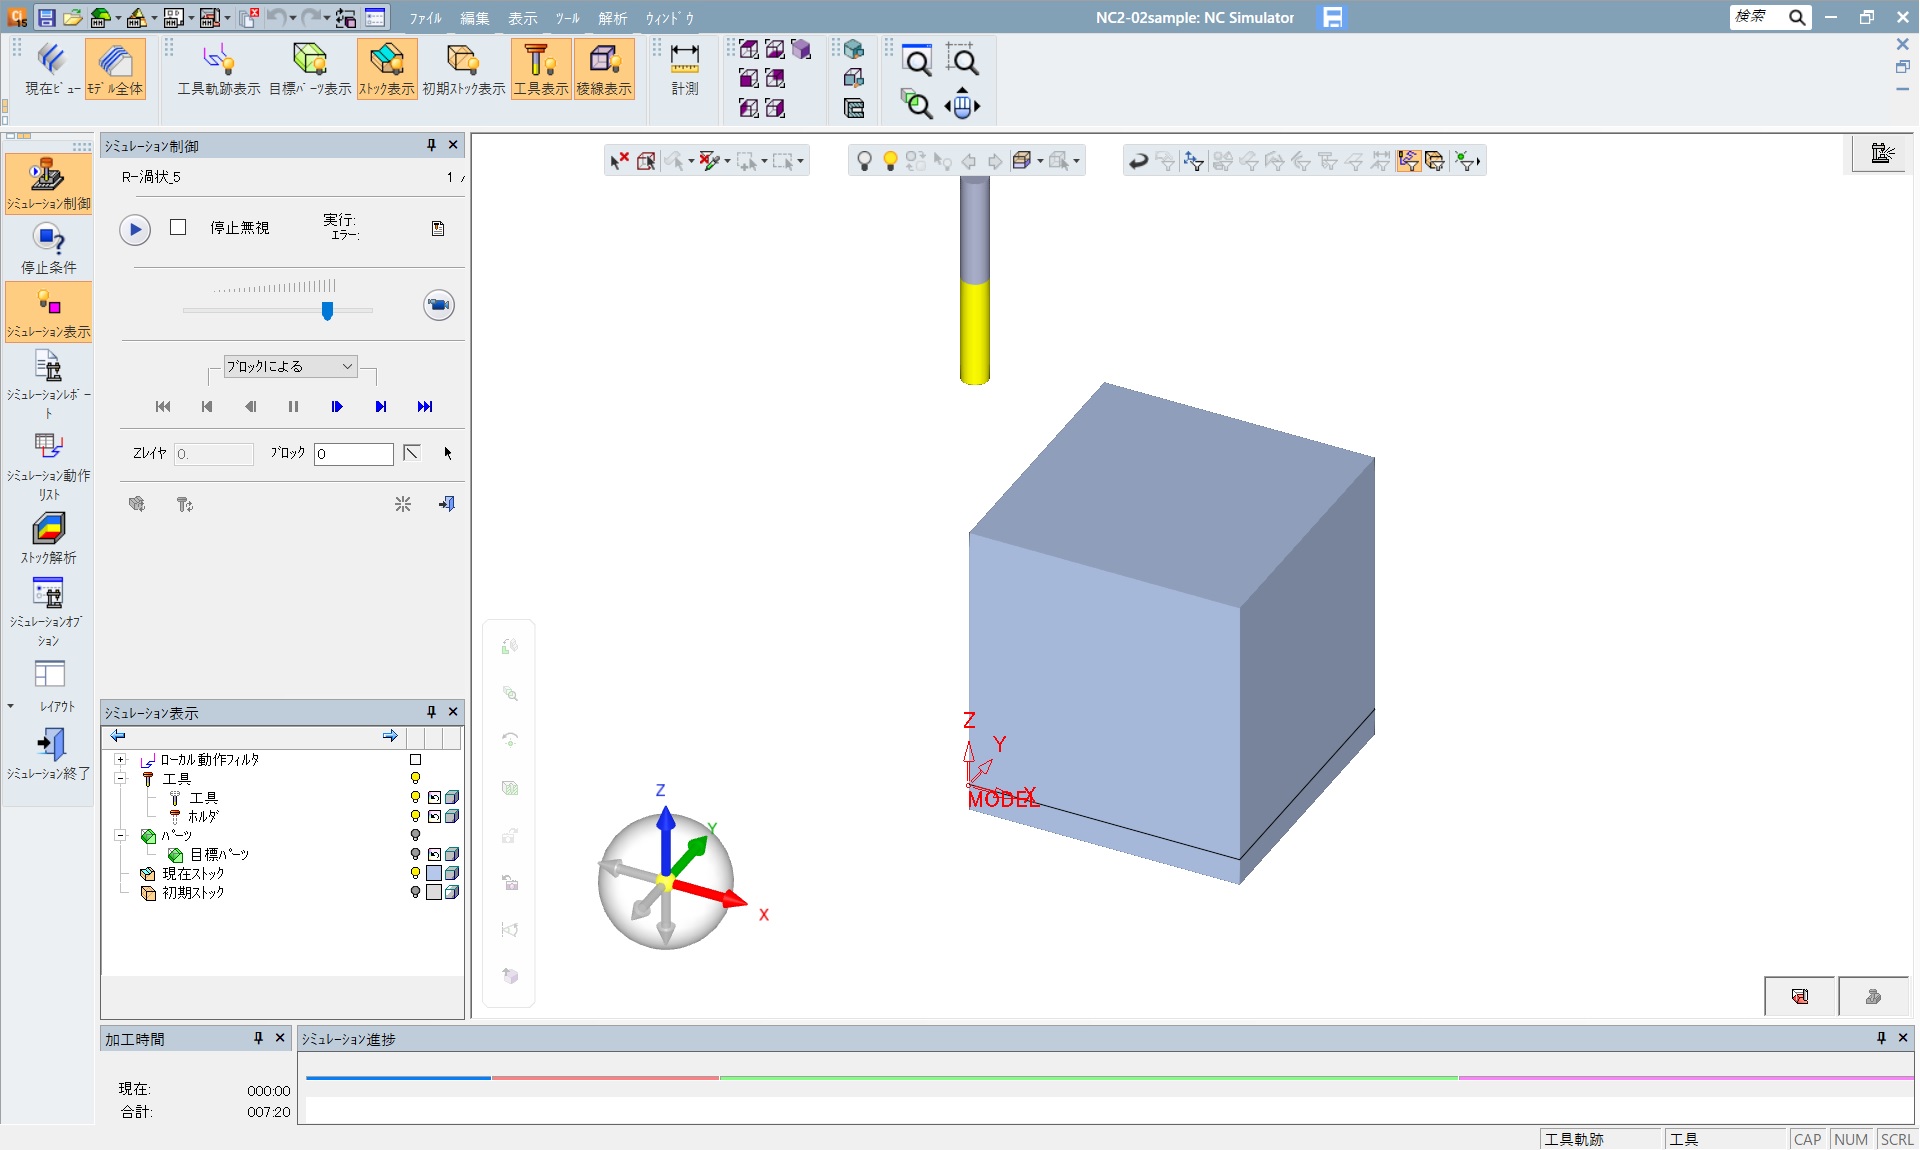 ﾌｧｲﾙ 編集 表示 ﾂｰﾙ 解析 ｳｨﾝﾄﾞｳ
NC2-02sample: NC Simulator
検索
現在ﾋﾞｭｰ ﾓﾃﾞﾙ全体 工具軌跡表示 目標ﾊﾟｰﾂ表示 ｽﾄｯｸ表示 初期ｽﾄｯｸ表示 工具表示 稜線表示 計測
ｼﾐｭﾚｰｼｮﾝ制御
停止条件
ｼﾐｭﾚｰｼｮﾝ表示
ｼﾐｭﾚｰｼｮﾝﾚﾎﾟｰ
ﾄ
ｼﾐｭﾚｰｼｮﾝ動作
ﾘｽﾄ
ｽﾄｯｸ解析
ｼﾐｭﾚｰｼｮﾝｵﾌﾟ
ｼｮﾝ
ﾚｲｱｳﾄ
ｼﾐｭﾚｰｼｮﾝ終了
ｼﾐｭﾚｰｼｮﾝ制御
R-渦状_5 1 /
停止無視 実行:
ｴﾗｰ:
ﾌﾞﾛｯｸによる
Zﾚｲﾔ 0. ﾌﾞﾛｯｸ 0
ｼﾐｭﾚｰｼｮﾝ表示
ﾛｰｶﾙ動作ﾌｨﾙﾀ
工具
工具
ﾎﾙﾀﾞ
ﾊﾟｰﾂ
目標ﾊﾟｰﾂ
現在ｽﾄｯｸ
初期ｽﾄｯｸ
Z
Y
X
Z
Y
X
MODEL
加工時間
現在: 000:00
合計: 007:20
ｼﾐｭﾚｰｼｮﾝ進捗
工具軌跡 工具 CAP NUM SCRL